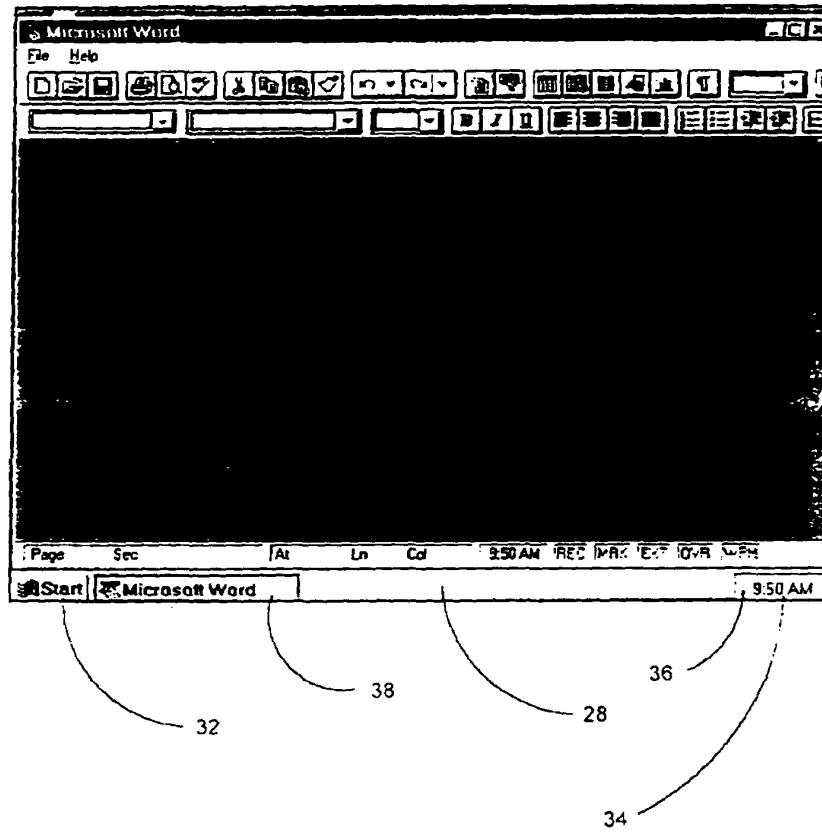 Microsoft Word
File Help
B I U
Page Sec At Ln Col 9:50 AM REC MRK EXT OVR WPH
Start Microsoft Word 9:50 AM
36
38
28
32
34